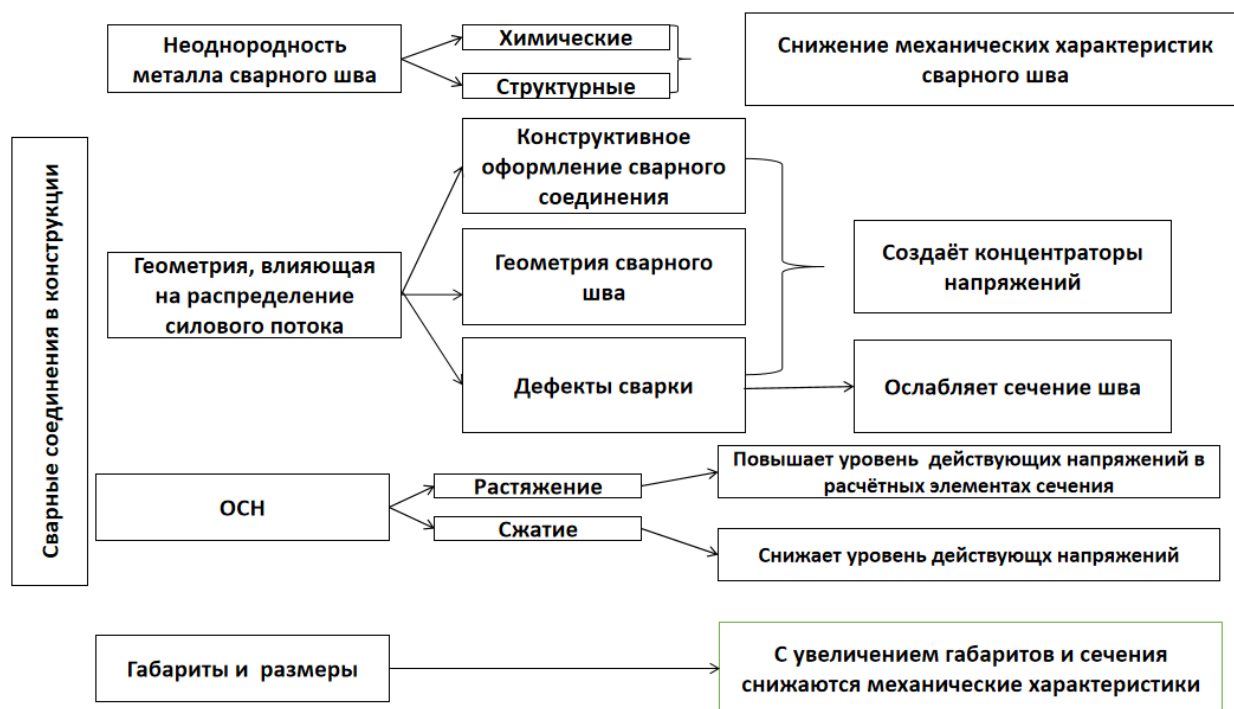 Сварные соединения в конструкции
Неоднородность
металла сварного шва
Химические
Структурные
Снижение механических характеристик
сварного шва
Геометрия, влияющая
на распределение
силового потока
Конструктивное
оформление сварного
соединения
Геометрия сварного
шва
Дефекты сварки
Создаёт концентраторы
напряжений
Ослабляет сечение шва
ОСН
Растяжение
Сжатие
Повышает уровень действующих напряжений в
расчётных элементах сечения
Снижает уровень действующх напряжений
Габариты и размеры
С увеличением габаритов и сечения
снижаются механические характеристики